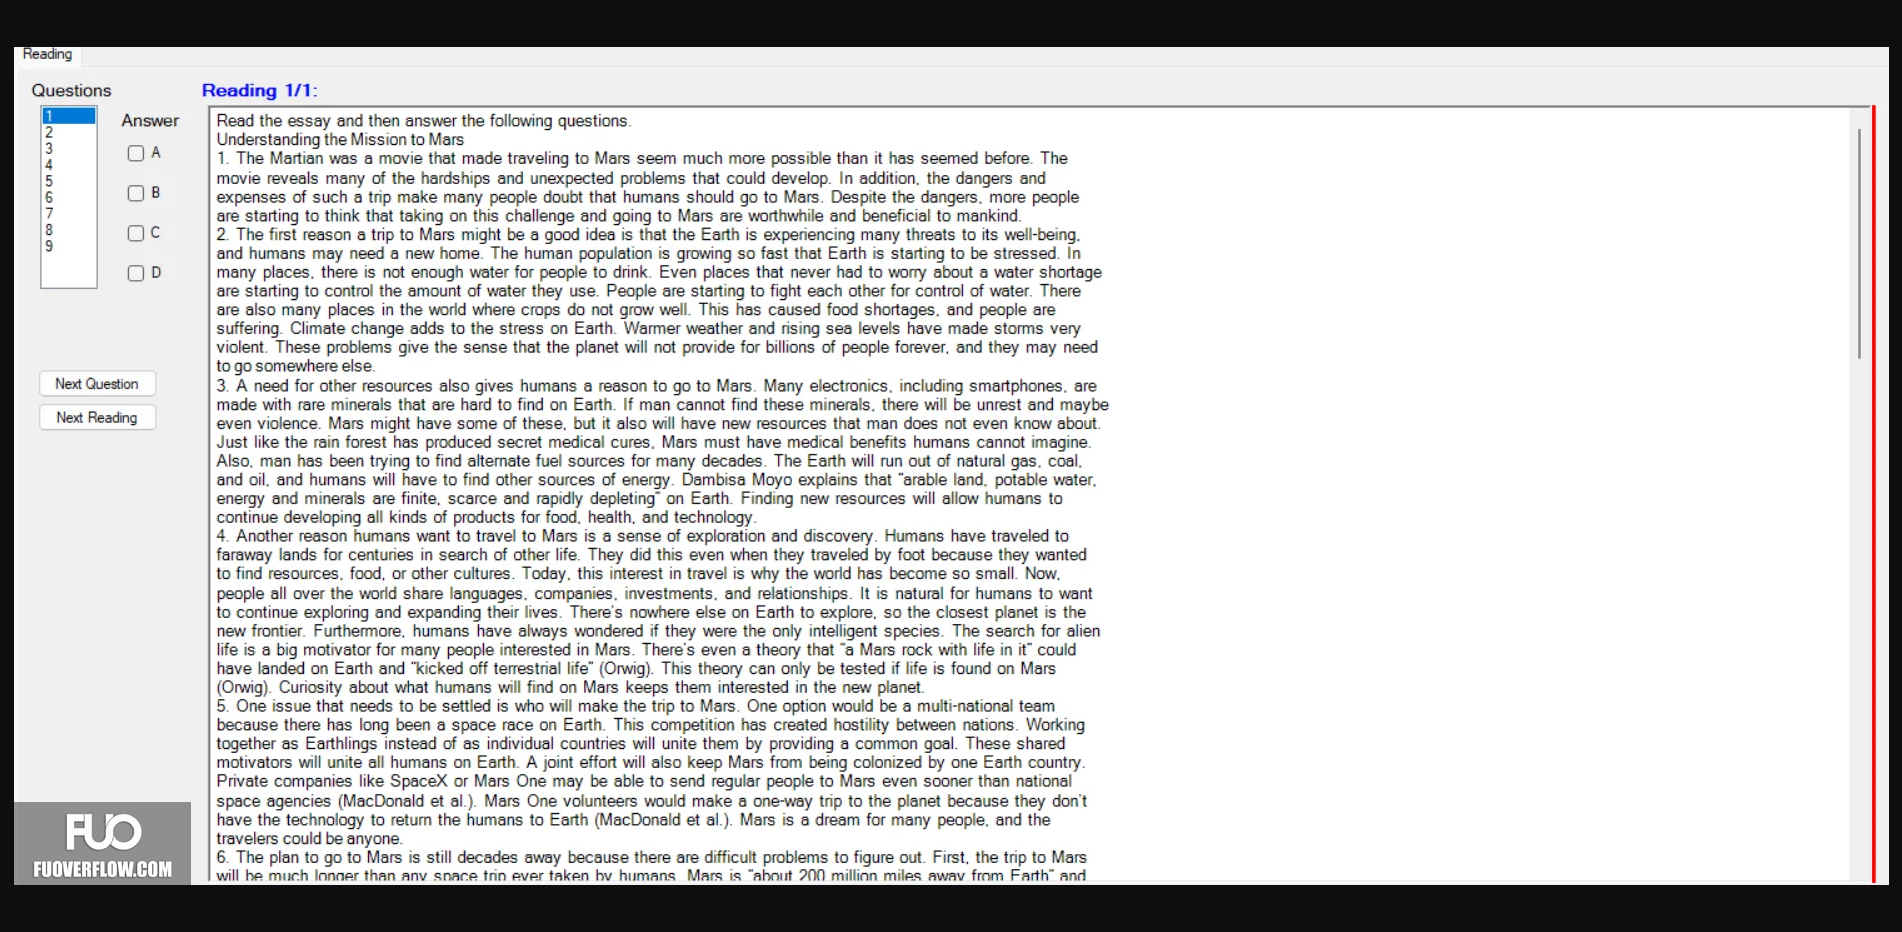 Reading
Questions
Reading 1/1:
1
2
3
4
5
6
7
8
9
Answer
A
B
C
D
Next Question
Next Reading
Read the essay and then answer the following questions.
Understanding the Mission to Mars
1. The Martian was a movie that made traveling to Mars seem much more possible than it has seemed before. The
movie reveals many of the hardships and unexpected problems that could develop. In addition, the dangers and
expenses of such a trip make many people doubt that humans should go to Mars. Despite the dangers, more people
are starting to think that taking on this challenge and going to Mars are worthwhile and beneficial to mankind.
2. The first reason a trip to Mars might be a good idea is that the Earth is experiencing many threats to its well-being,
and humans may need a new home. The human population is growing so fast that Earth is starting to be stressed. In
many places, there is not enough water for people to drink. Even places that never had to worry about a water shortage
are starting to control the amount of water they use. People are starting to fight each other for control of water. There
are also many places in the world where crops do not grow well. This has caused food shortages, and people are
suffering. Climate change adds to the stress on Earth. Warmer weather and rising sea levels have made storms very
violent. These problems give the sense that the planet will not provide for billions of people forever, and they may need
to go somewhere else.
3. A need for other resources also gives humans a reason to go to Mars. Many electronics, including smartphones, are
made with rare minerals that are hard to find on Earth. If man cannot find these minerals, there will be unrest and maybe
even violence. Mars might have some of these, but it also will have new resources that man does not even know about.
Just like the rain forest has produced secret medical cures, Mars must have medical benefits humans cannot imagine.
Also, man has been trying to find alternate fuel sources for many decades. The Earth will run out of natural gas, coal,
and oil, and humans will have to find other sources of energy. Dambisa Moyo explains that "arable land, potable water,
energy and minerals are finite, scarce and rapidly depleting" on Earth. Finding new resources will allow humans to
continue developing all kinds of products for food, health, and technology.
4. Another reason humans want to travel to Mars is a sense of exploration and discovery. Humans have traveled to
faraway lands for centuries in search of other life. They did this even when they traveled by foot because they wanted
to find resources, food, or other cultures. Today, this interest in travel is why the world has become so small. Now,
people all over the world share languages, companies, investments, and relationships. It is natural for humans to want
to continue exploring and expanding their lives. There's nowhere else on Earth to explore, so the closest planet is the
new frontier. Furthermore, humans have always wondered if they were the only intelligent species. The search for alien
life is a big motivator for many people interested in Mars. There's even a theory that "a Mars rock with life in it" could
have landed on Earth and "kicked off terrestrial life" (Orwig). This theory can only be tested if life is found on Mars
(Orwig). Curiosity about what humans will find on Mars keeps them interested in the new planet.
5. One issue that needs to be settled is who will make the trip to Mars. One option would be a multi-national team
because there has long been a space race on Earth. This competition has created hostility between nations. Working
together as Earthlings instead of as individual countries will unite them by providing a common goal. These shared
motivators will unite all humans on Earth. A joint effort will also keep Mars from being colonized by one Earth country.
Private companies like SpaceX or Mars One may be able to send regular people to Mars even sooner than national
space agencies (MacDonald et al.). Mars One volunteers would make a one-way trip to the planet because they don't
have the technology to return the humans to Earth (MacDonald et al.). Mars is a dream for many people, and the
travelers could be anyone.
6. The plan to go to Mars is still decades away because there are difficult problems to figure out. First, the trip to Mars
will be much longer than any space trip ever taken by humans. Mars is "about 200 million miles away from Earth" and
FUO
FUOVERFLOW.COM